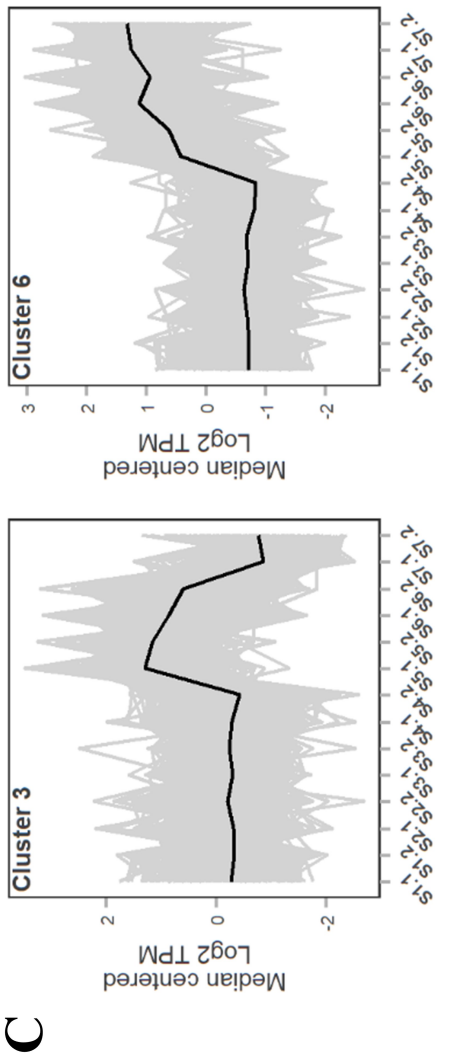 C
Cluster 3
Median centered
Log2 TPM
2
0
-2
S1.1 S1.2 S2.1 S2.2 S3.1 S3.2 S4.1 S4.2 S5.1 S5.2 S6.1 S6.2 S7.1 S7.2
Cluster 6
Median centered
Log2 TPM
3
2
1
0
-1
-2
S1.1 S1.2 S2.1 S2.2 S3.1 S3.2 S4.1 S4.2 S5.1 S5.2 S6.1 S6.2 S7.1 S7.2